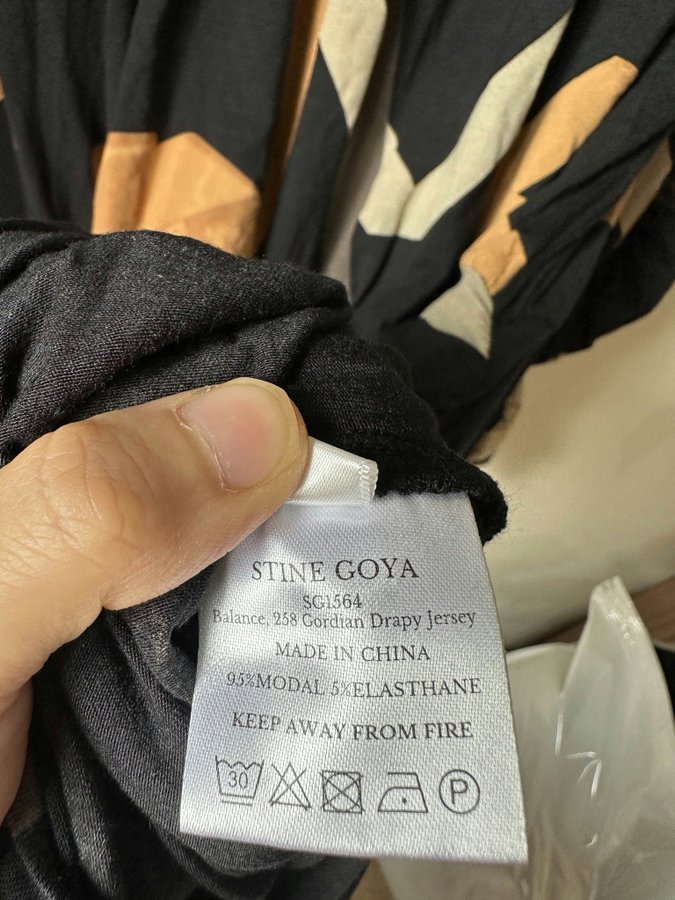 STINE GOYA
SG1564
Balance, 258 Gordian Drapy Jersey
MADE IN CHINA
95%MODAL 5%ELASTHANE
KEEP AWAY FROM FIRE
30 P